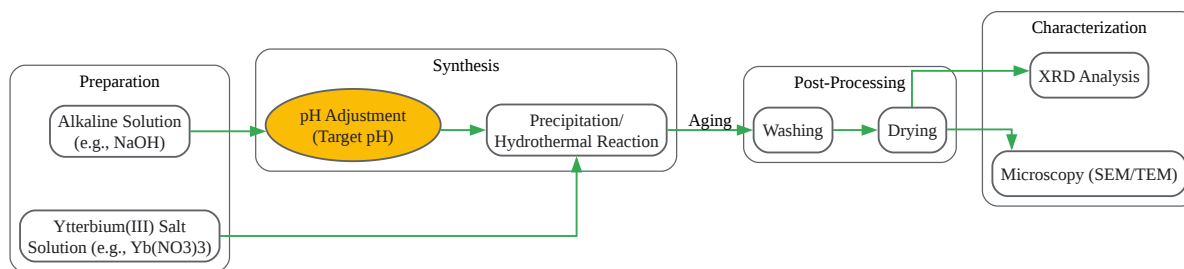 Preparation
Alkaline Solution
(e.g., NaOH)
Ytterbium(III) Salt
Solution (e.g., Yb(NO3)3)
Synthesis
pH Adjustment
(Target pH)
Precipitation/
Hydrothermal Reaction
Aging
Post-Processing
Washing
Drying
Characterization
XRD Analysis
Microscopy (SEM/TEM)